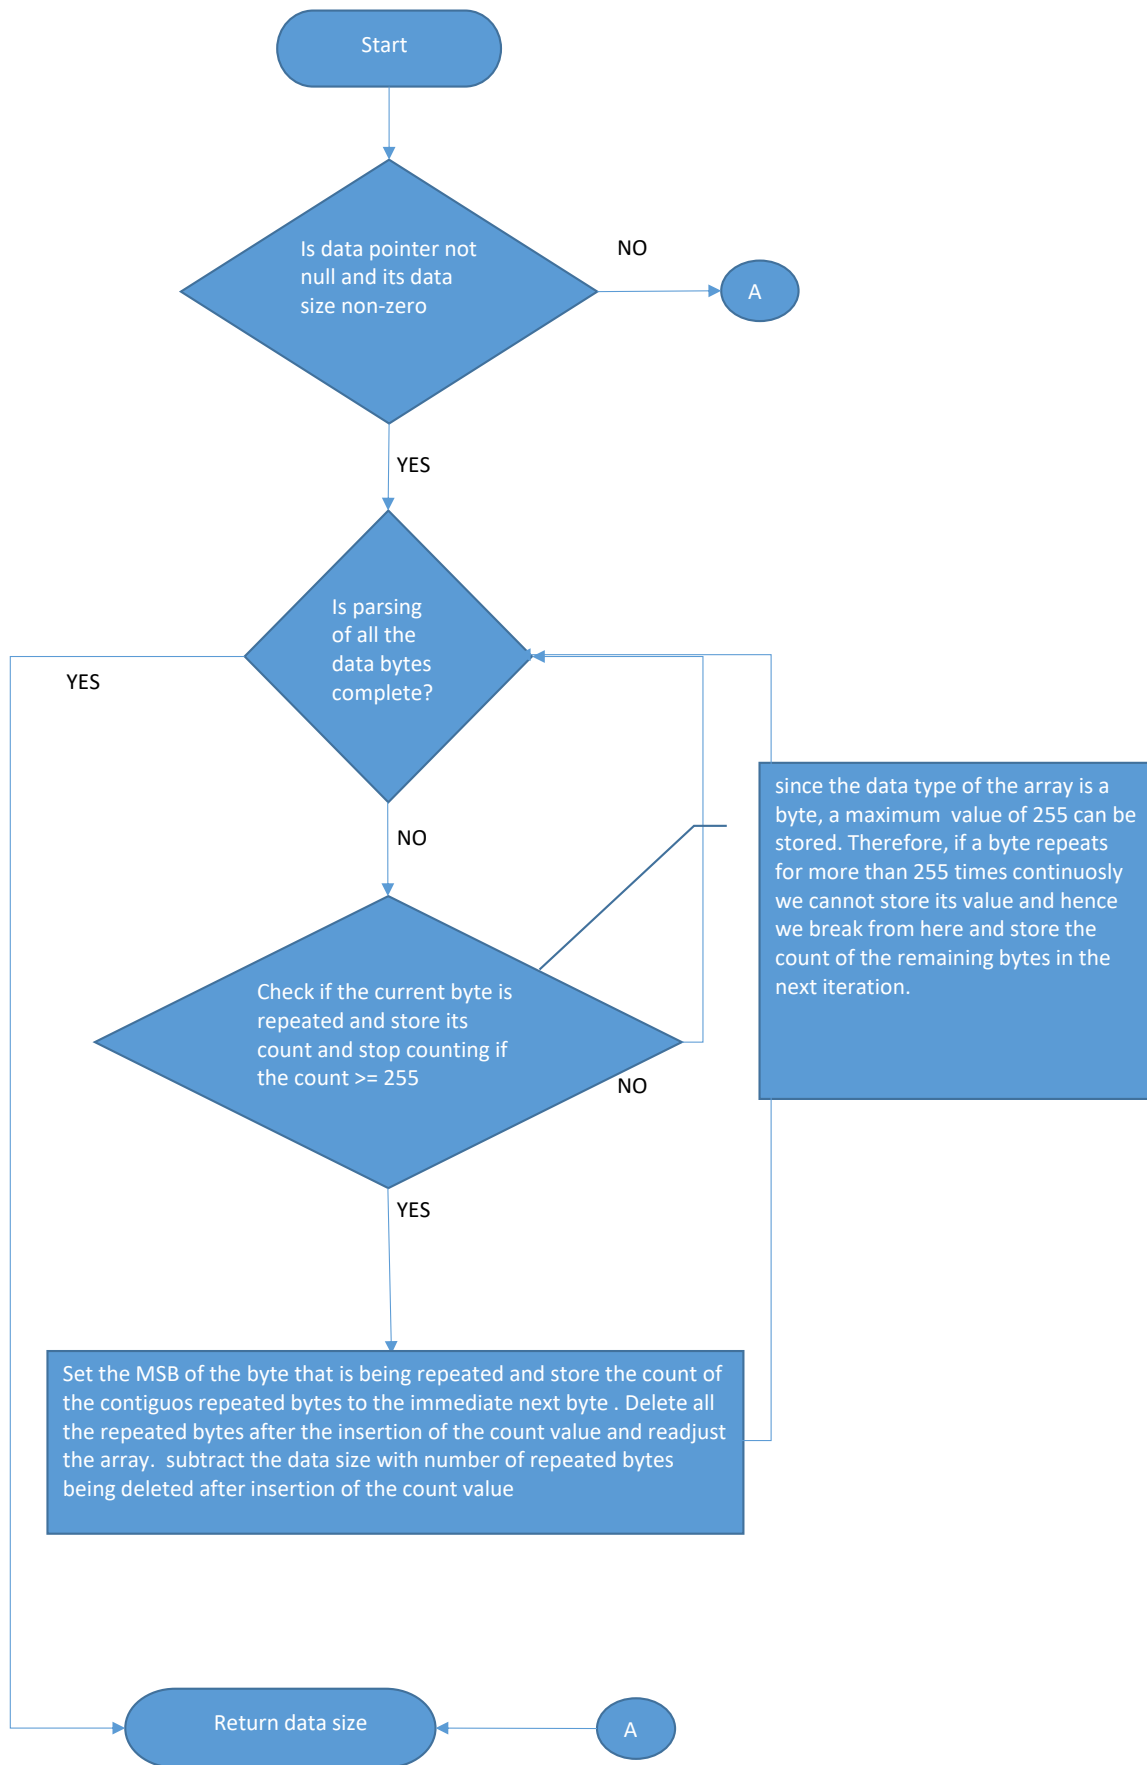 Start
Is data pointer not
null and its data
size non-zero
NO
A
YES
Is parsing
of all the
data bytes
complete?
YES
NO
since the data type of the array is a
byte, a maximum  value of 255 can be
stored. Therefore, if a byte repeats
for more than 255 times continuosly
we cannot store its value and hence
we break from here and store the
count of the remaining bytes in the
next iteration.
Check if the current byte is
repeated and store its
count and stop counting if
the count >= 255
NO
YES
Set the MSB of the byte that is being repeated and store the count of
the contiguos repeated bytes to the immediate next byte . Delete all
the repeated bytes after the insertion of the count value and readjust
the array.  subtract the data size with number of repeated bytes
being deleted after insertion of the count value
Return data size
A